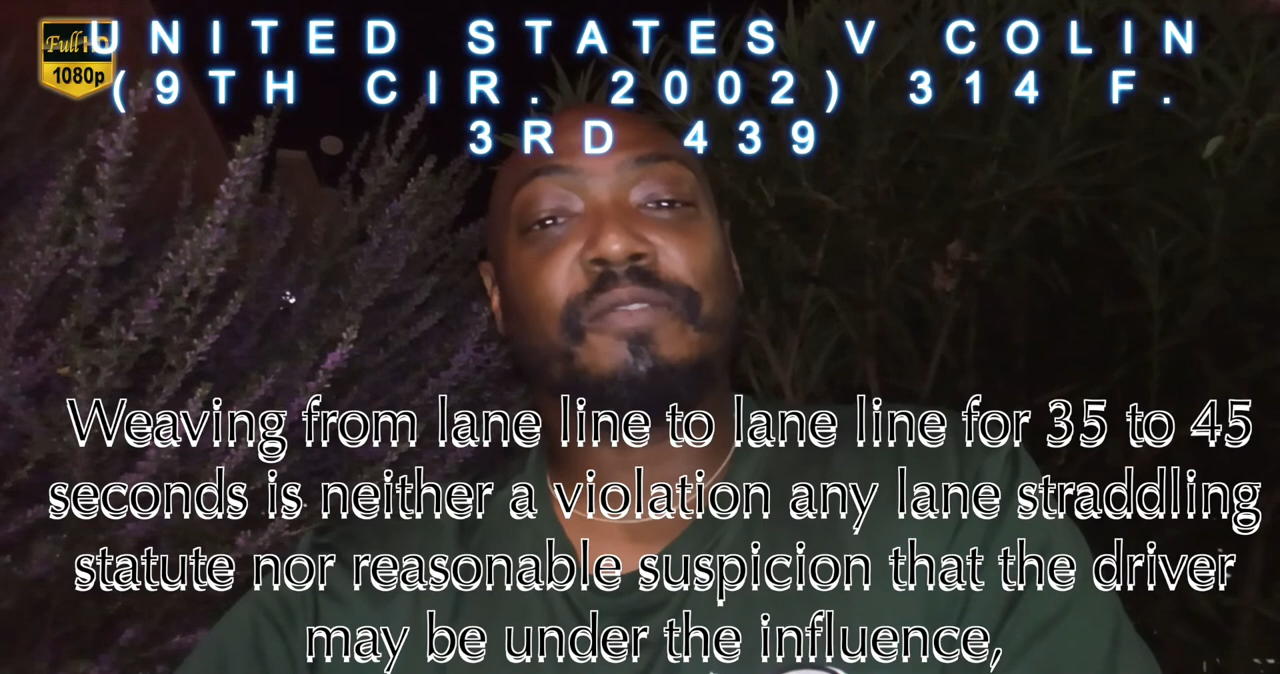 Full HD
1080p
UNITED STATES V COLIN
(9TH CIR. 2002) 314 F.
3RD 439
Weaving from lane line to lane line for 35 to 45
seconds is neither a violation any lane straddling
statute nor reasonable suspicion that the driver
may be under the influence,